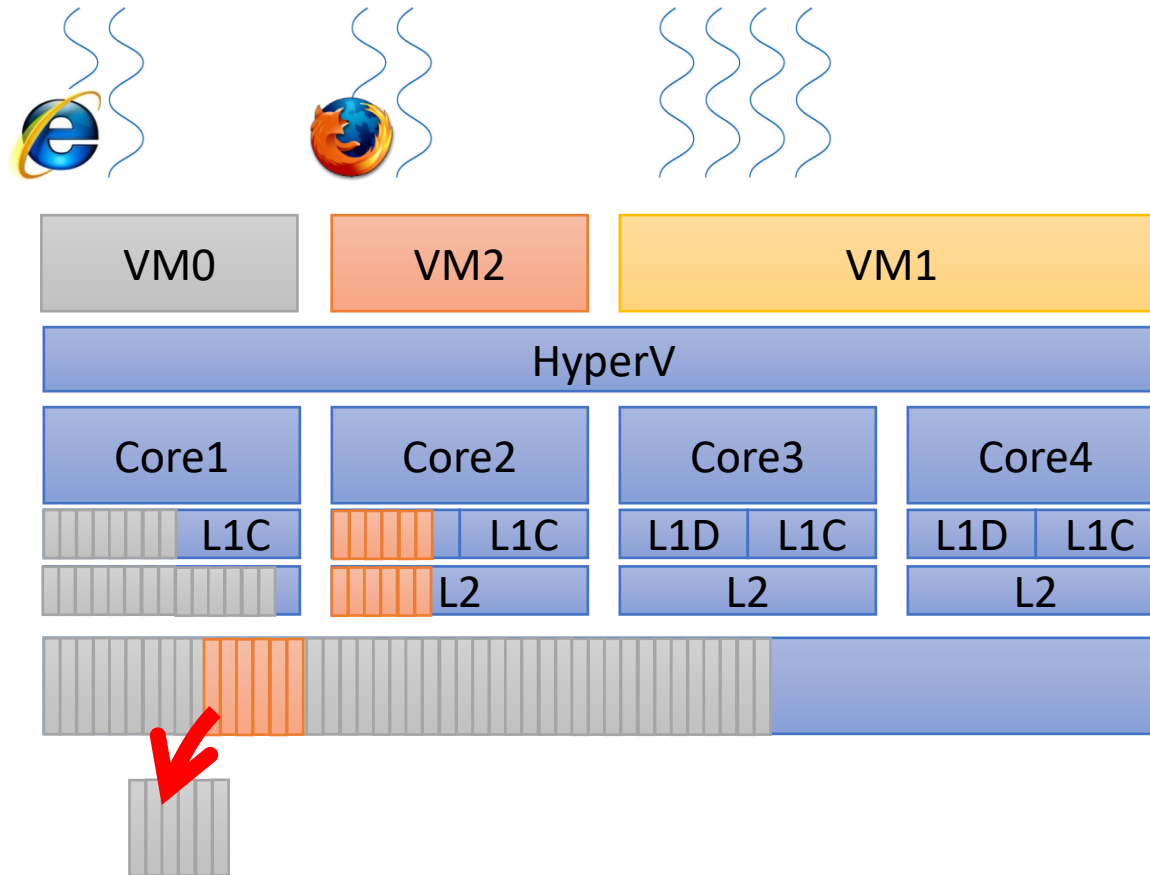 VM0 VM2 VM1
HyperV
Core1 Core2 Core3 Core4
L1C L1C L1D L1C L1D L1C
L2 L2 L2